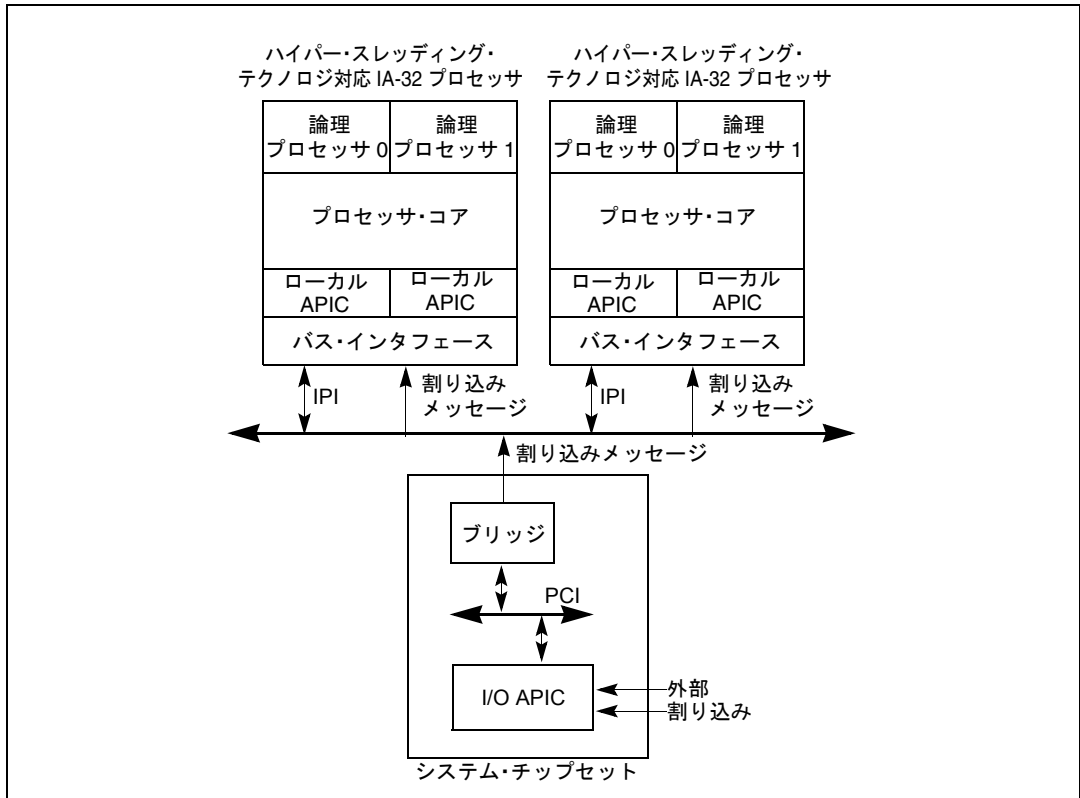 ハイパー・スレッディング・
テクノロジ対応 IA-32 プロセッサ
ハイパー・スレッディング・
テクノロジ対応 IA-32 プロセッサ
論理
プロセッサ 0
論理
プロセッサ 1
論理
プロセッサ 0
論理
プロセッサ 1
プロセッサ・コア
プロセッサ・コア
ローカル
APIC
ローカル
APIC
ローカル
APIC
ローカル
APIC
バス・インタフェース
バス・インタフェース
IPI
割り込み
メッセージ
IPI
割り込み
メッセージ
割り込みメッセージ
ブリッジ
PCI
I/O APIC
外部
割り込み
システム・チップセット